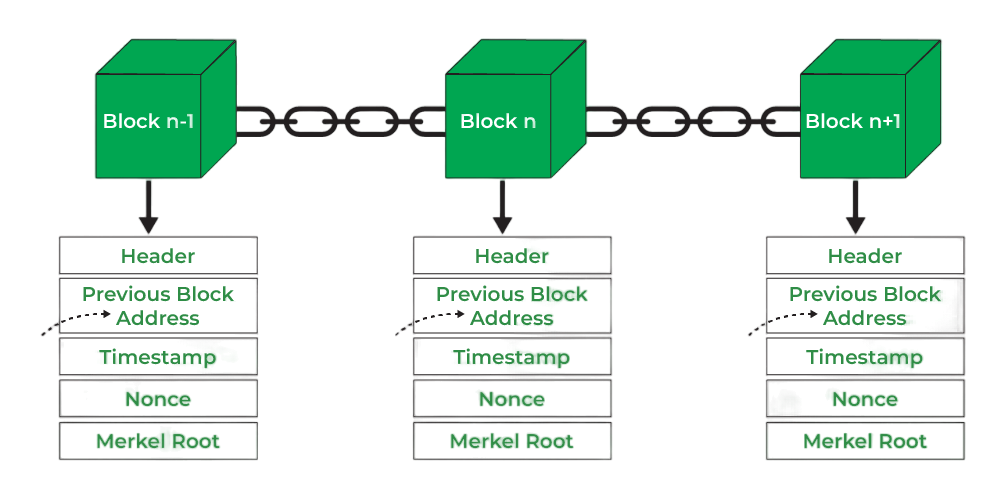 Block n-1
Block n
Block n+1
Header
Header
Header
Previous Block
Address
Previous Block
Address
Previous Block
Address
Timestamp
Timestamp
Timestamp
Nonce
Nonce
Nonce
Merkel Root
Merkel Root
Merkel Root